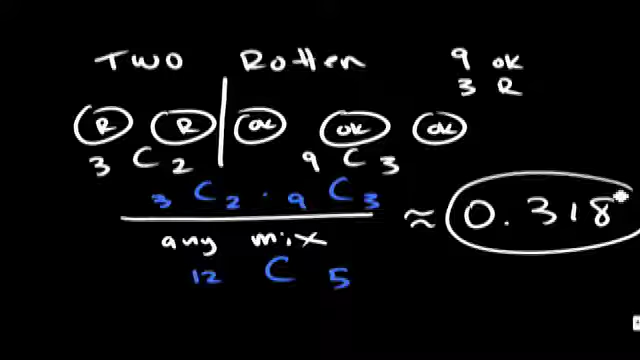 TWO Rotten 9 ok
3 R
R R ok ok ok
3 C 2 9 C 3
3 C 2 · 9 C 3
≈ 0.318
any mix
12 C 5